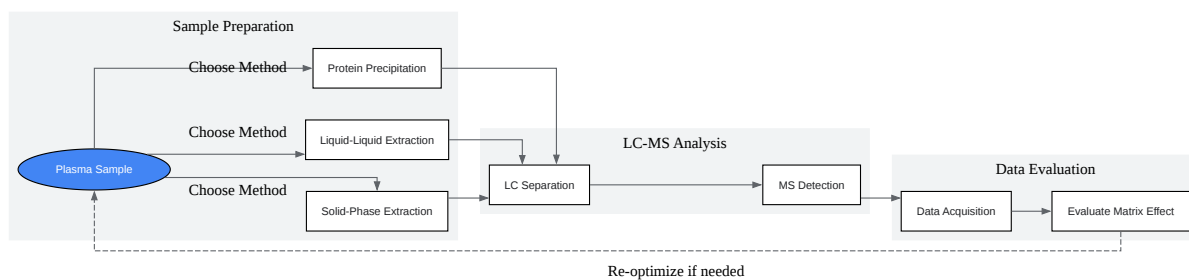 Sample Preparation
Choose Method
Protein Precipitation
Choose Method
Liquid-Liquid Extraction
Plasma Sample
Choose Method
Solid-Phase Extraction
LC-MS Analysis
LC Separation
MS Detection
Data Evaluation
Data Acquisition
Evaluate Matrix Effect
Re-optimize if needed